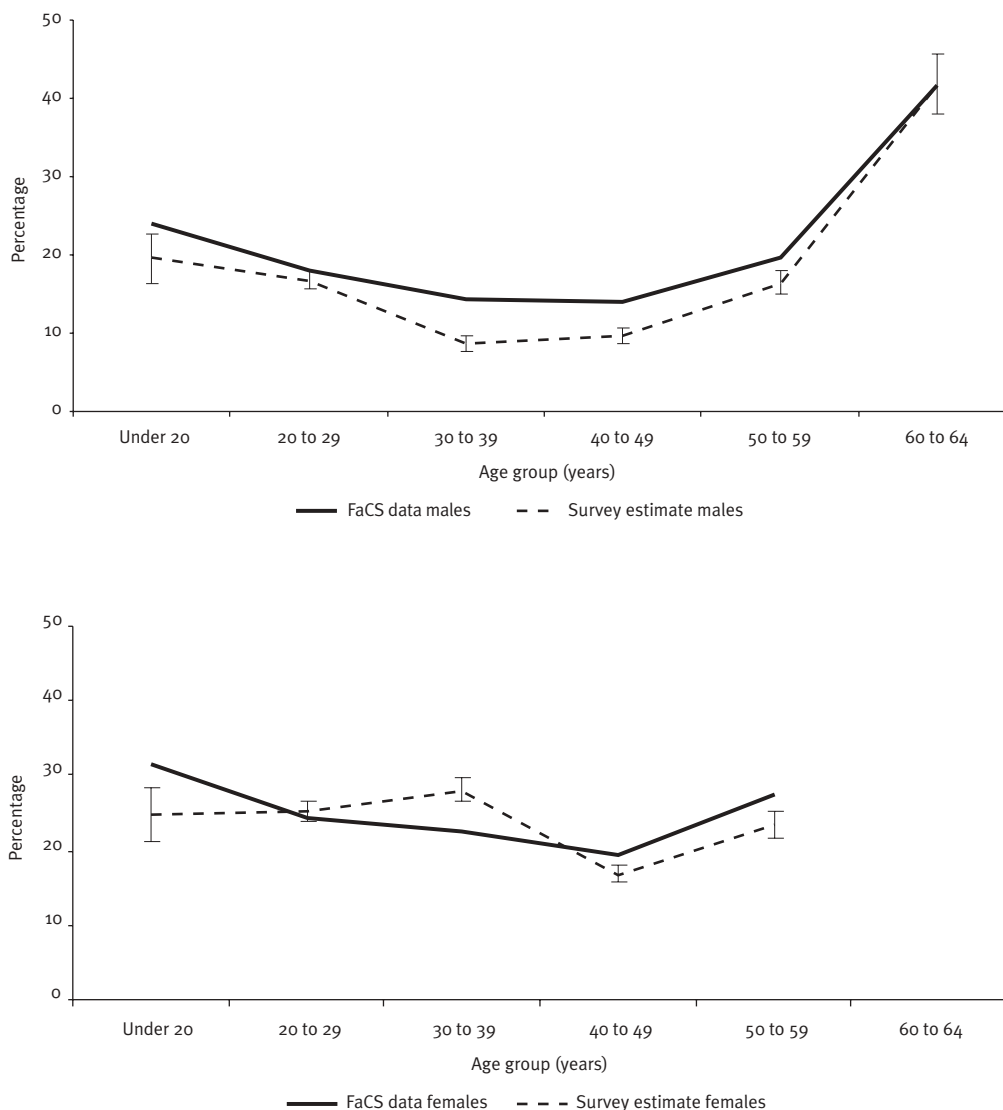 50
40
30
20
10
0
Percentage
Under 20 20 to 29 30 to 39 40 to 49 50 to 59 60 to 64
Age group (years)
FaCS data males Survey estimate males
50
40
30
20
10
0
Percentage
Under 20 20 to 29 30 to 39 40 to 49 50 to 59 60 to 64
Age group (years)
FaCS data females Survey estimate females